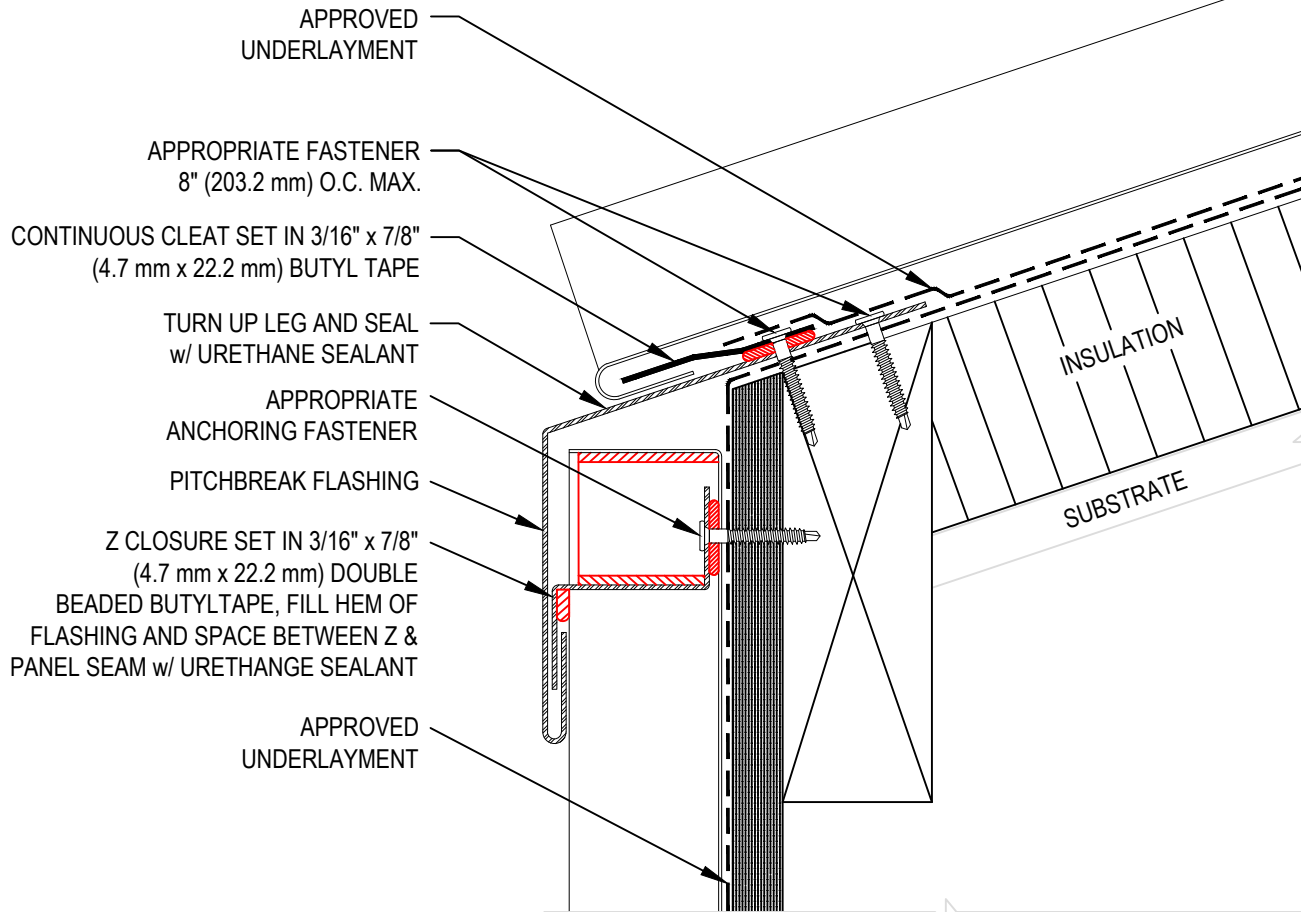 APPROVED
UNDERLAYMENT
APPROPRIATE FASTENER
8" (203.2 mm) O.C. MAX.
CONTINUOUS CLEAT SET IN 3/16" x 7/8"
(4.7 mm x 22.2 mm) BUTYL TAPE
TURN UP LEG AND SEAL
w/ URETHANE SEALANT
APPROPRIATE
ANCHORING FASTENER
PITCHBREAK FLASHING
Z CLOSURE SET IN 3/16" x 7/8"
(4.7 mm x 22.2 mm) DOUBLE
BEADED BUTYLTAPE, FILL HEM OF
FLASHING AND SPACE BETWEEN Z &
PANEL SEAM w/ URETHANGE SEALANT
APPROVED
UNDERLAYMENT
INSULATION
SUBSTRATE